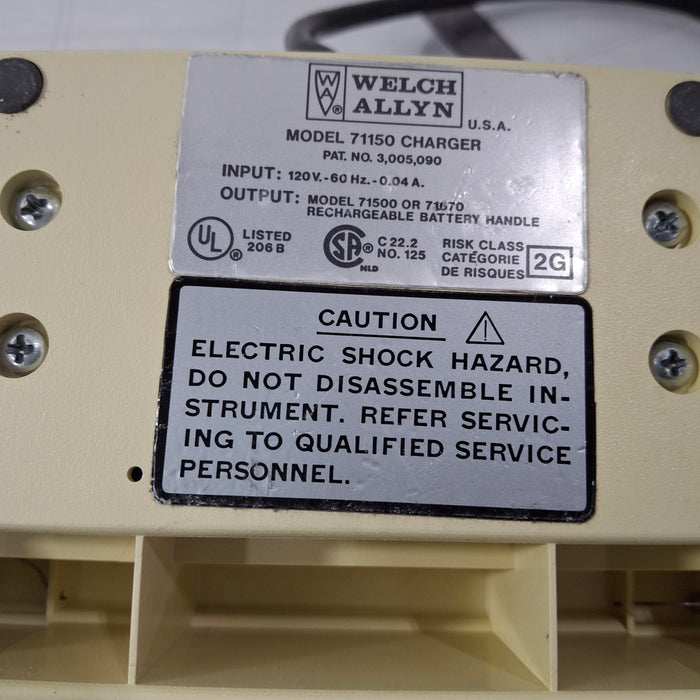 WA® WELCH ALLYN U.S.A.
MODEL 71150 CHARGER
PAT. NO. 3,005,090
INPUT: 120V.-60 Hz.-0.04 A.
OUTPUT: MODEL 71500 OR 71670
RECHARGEABLE BATTERY HANDLE
UL® LISTED 206 B
SA® NLD
C 22.2 NO. 125
RISK CLASS
CATÉGORIE
DE RISQUES
2G
CAUTION
ELECTRIC SHOCK HAZARD,
DO NOT DISASSEMBLE IN-
STRUMENT. REFER SERVIC-
ING TO QUALIFIED SERVICE
PERSONNEL.